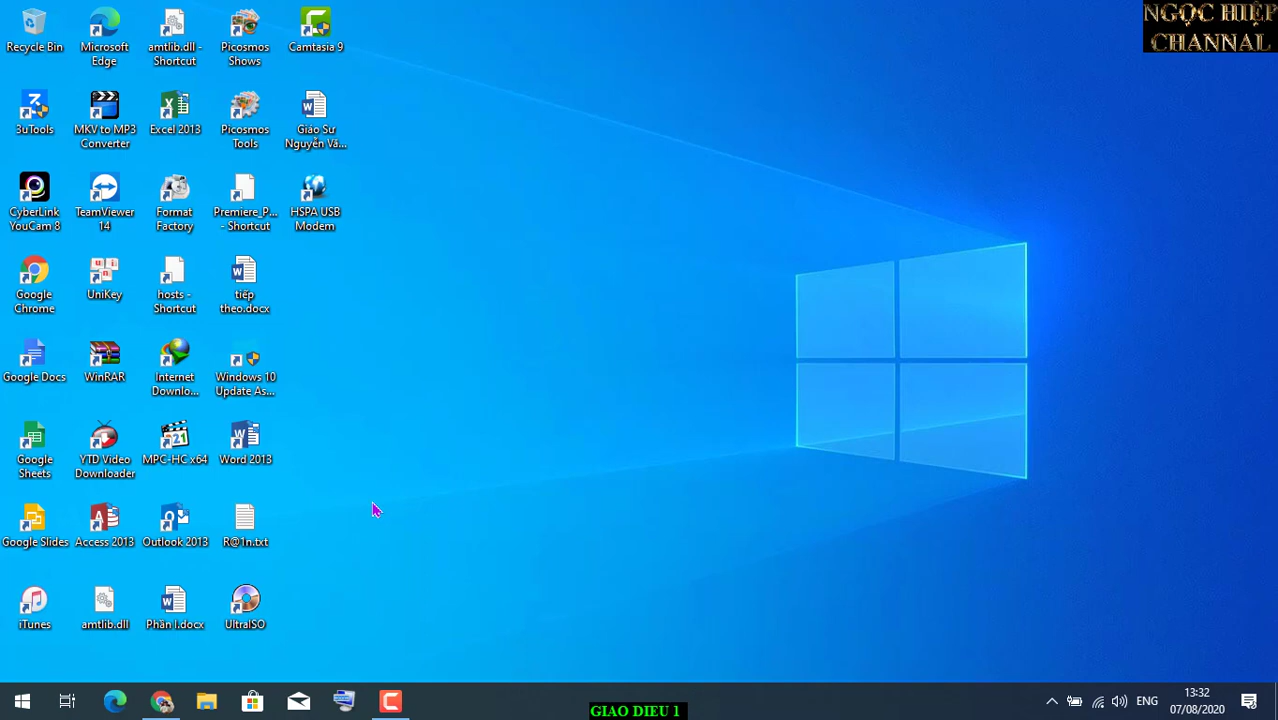 NGỌC HIỆP
CHANNAL
Recycle Bin
Microsoft
Edge
amtlib.dll -
Shortcut
Picosmos
Shows
Camtasia 9
3uTools
MKV to MP3
Converter
Excel 2013
Picosmos
Tools
Giáo Sư
Nguyễn Vă...
CyberLink
YouCam 8
TeamViewer
14
Format
Factory
Premiere_P...
- Shortcut
HSPA USB
Modem
Google
Chrome
UniKey
hosts -
Shortcut
tiếp
theo.docx
Google Docs
WinRAR
Internet
Downlo...
Windows 10
Update As...
Google
Sheets
YTD Video
Downloader
MPC-HC x64
Word 2013
Google Slides
Access 2013
Outlook 2013
R@1n.txt
iTunes
amtlib.dll
Phần I.docx
UltraISO
ENG
13:32
07/08/2020
GIAO DIEU 1